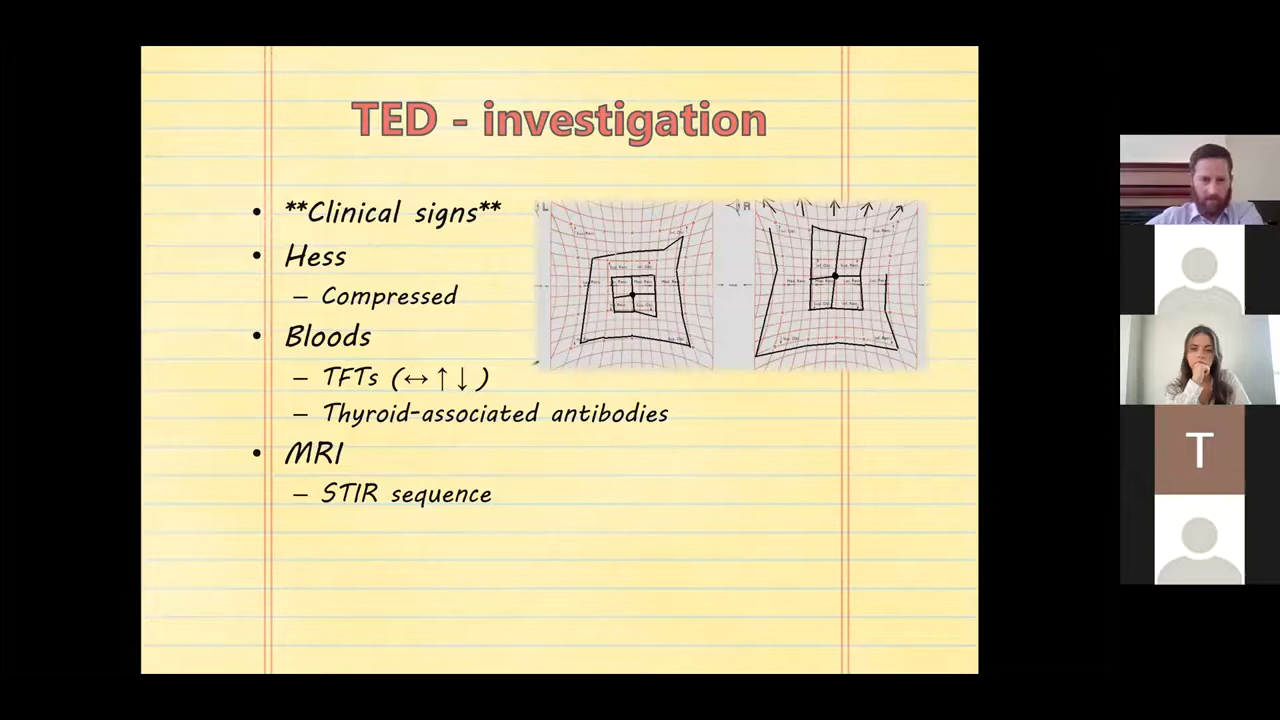 TED - investigation
• **Clinical signs**
• Hess
– Compressed
• Bloods
– TFTs (↔ ↑ ↓ )
– Thyroid-associated antibodies
• MRI
– STIR sequence
L
R
T